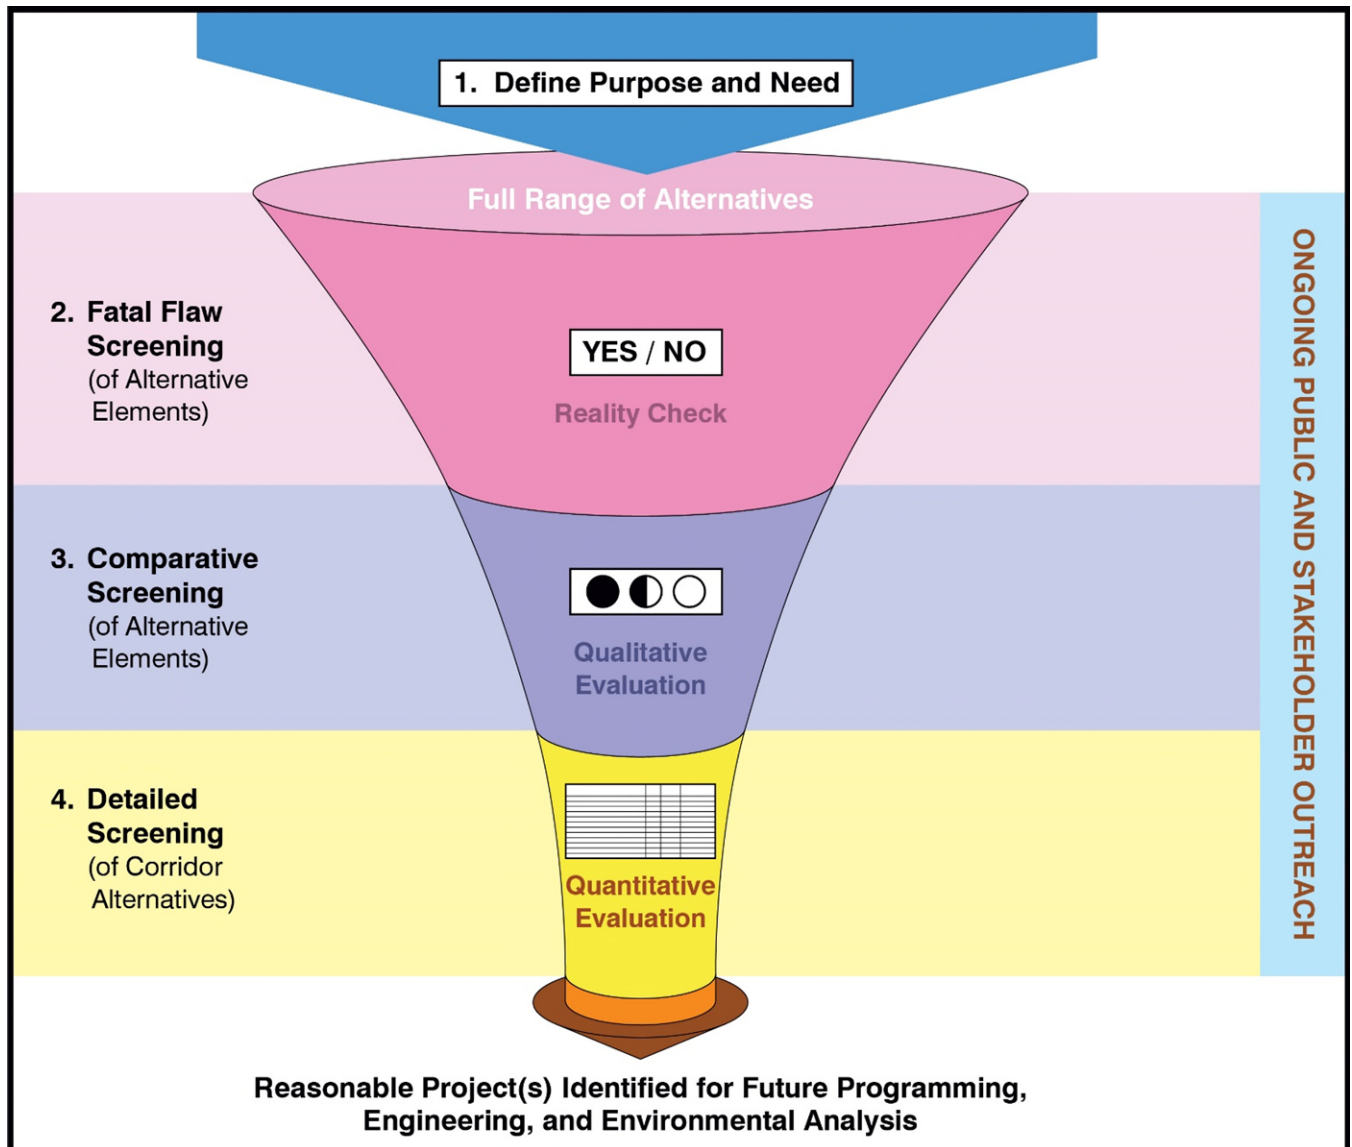 1. Define Purpose and Need
Full Range of Alternatives
2. Fatal Flaw
Screening
(of Alternative
Elements)
YES / NO
Reality Check
3. Comparative
Screening
(of Alternative
Elements)
Qualitative
Evaluation
4. Detailed
Screening
(of Corridor
Alternatives)
Quantitative
Evaluation
ONGOING PUBLIC AND STAKEHOLDER OUTREACH
Reasonable Project(s) Identified for Future Programming,
Engineering, and Environmental Analysis